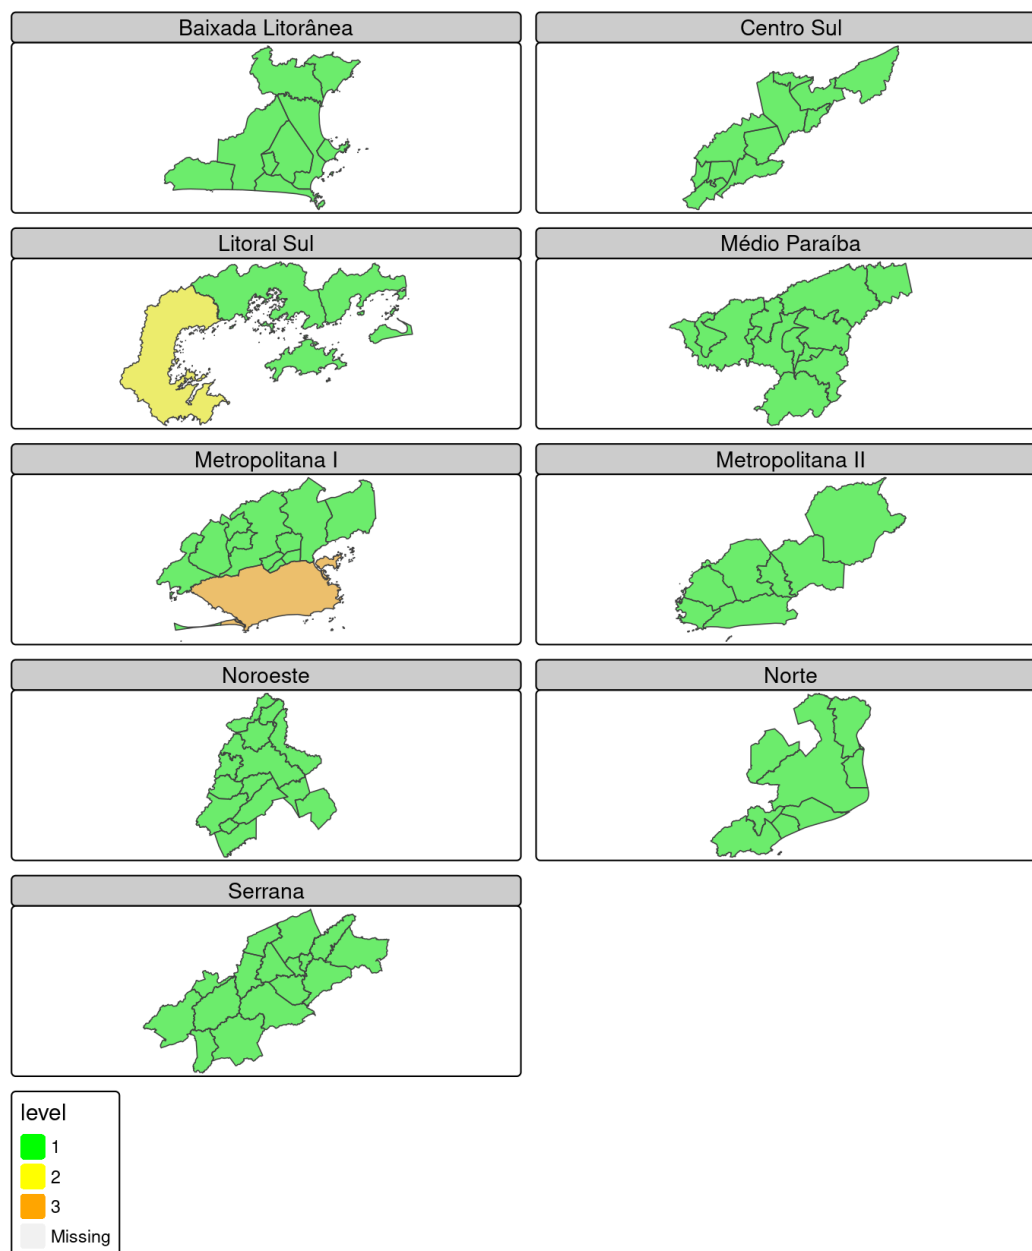 Baixada Litorânea
Centro Sul
Litoral Sul
Médio Paraíba
Metropolitana I
Metropolitana II
Noroeste
Norte
Serrana
level
1
2
3
Missing